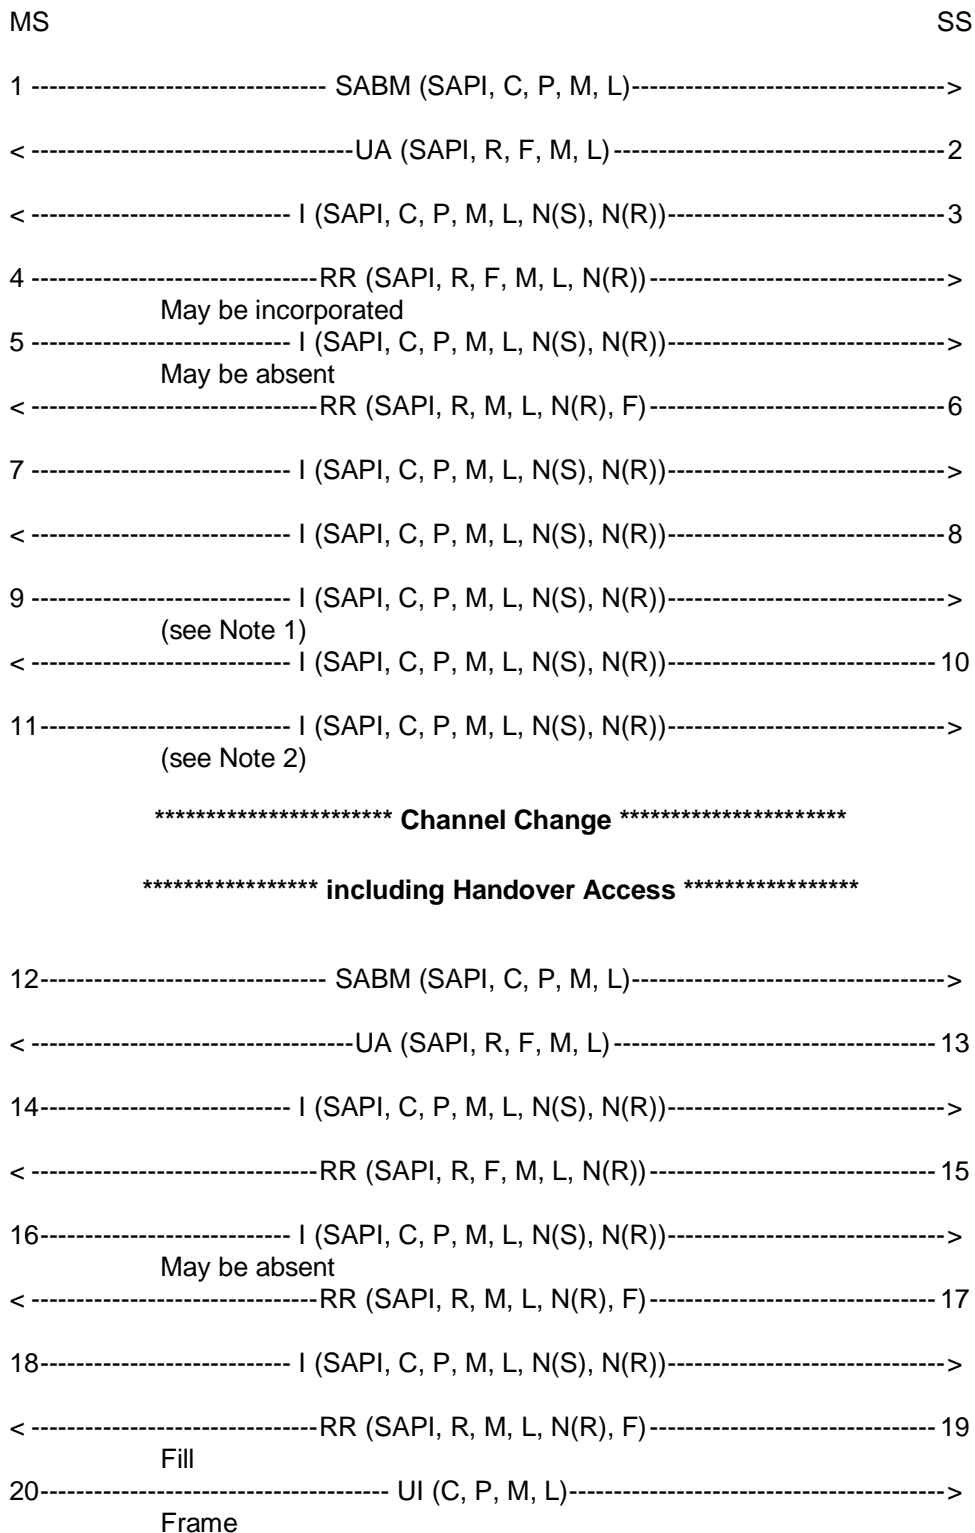 MS SS
1 --------------------------------- SABM (SAPI, C, P, M, L)----------------------------------->
< ------------------------------------UA (SAPI, R, F, M, L)-------------------------------------2
< ----------------------------- I (SAPI, C, P, M, L, N(S), N(R))-------------------------------3
4 --------------------------------RR (SAPI, R, F, M, L, N(R))--------------------------------->
May be incorporated
5 ----------------------------- I (SAPI, C, P, M, L, N(S), N(R))------------------------------->
May be absent
< --------------------------------RR (SAPI, R, M, L, N(R), F)---------------------------------6
7 ----------------------------- I (SAPI, C, P, M, L, N(S), N(R))------------------------------->
< ----------------------------- I (SAPI, C, P, M, L, N(S), N(R))-------------------------------8
9 ----------------------------- I (SAPI, C, P, M, L, N(S), N(R))------------------------------->
(see Note 1)
< ----------------------------- I (SAPI, C, P, M, L, N(S), N(R))------------------------------ 10
11---------------------------- I (SAPI, C, P, M, L, N(S), N(R))------------------------------->
(see Note 2)
*********************** Channel Change **********************
***************** including Handover Access *****************
12-------------------------------- SABM (SAPI, C, P, M, L)----------------------------------->
< ------------------------------------UA (SAPI, R, F, M, L)------------------------------------ 13
14---------------------------- I (SAPI, C, P, M, L, N(S), N(R))------------------------------->
< --------------------------------RR (SAPI, R, F, M, L, N(R))-------------------------------- 15
16---------------------------- I (SAPI, C, P, M, L, N(S), N(R))------------------------------->
May be absent
< --------------------------------RR (SAPI, R, M, L, N(R), F)-------------------------------- 17
18---------------------------- I (SAPI, C, P, M, L, N(S), N(R))------------------------------->
< --------------------------------RR (SAPI, R, M, L, N(R), F)-------------------------------- 19
Fill
20--------------------------------------- UI (C, P, M, L)------------------------------------------>
Frame